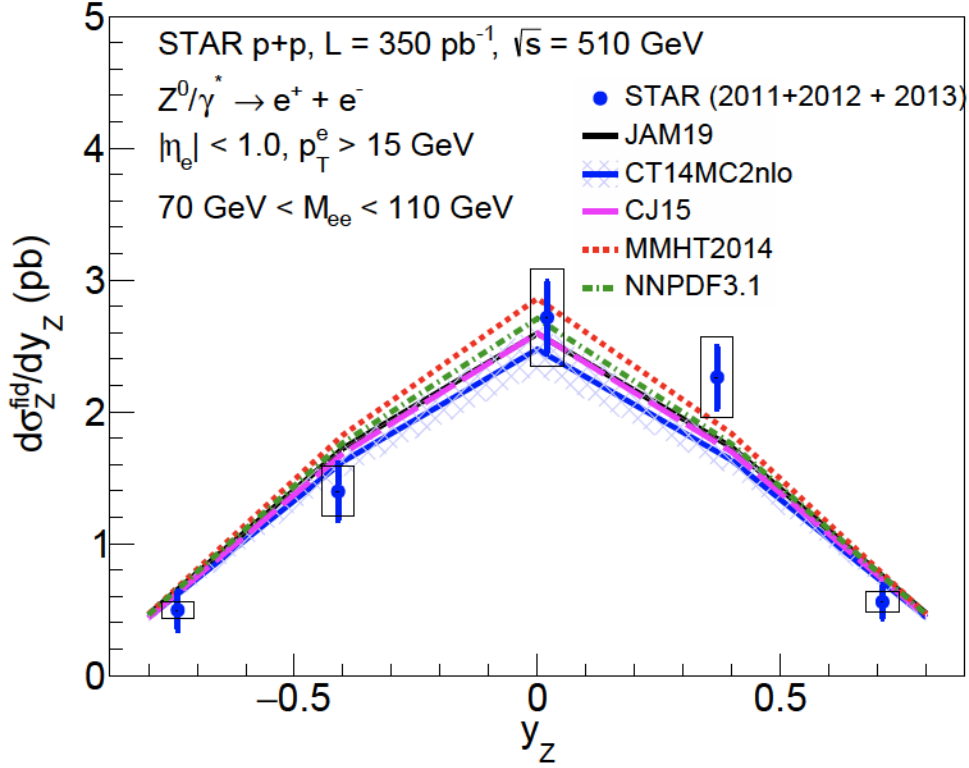 STAR p+p, L = 350 pb⁻¹, √s = 510 GeV
Z⁰/γ* → e⁺ + e⁻
|ηₑ| < 1.0, p_T^e > 15 GeV
70 GeV < M_ee < 110 GeV
STAR (2011+2012 + 2013)
JAM19
CT14MC2nlo
CJ15
MMHT2014
NNPDF3.1
dσ_Z^fid/dy_Z (pb)
5
4
3
2
1
0
−0.5 0 0.5
y_Z